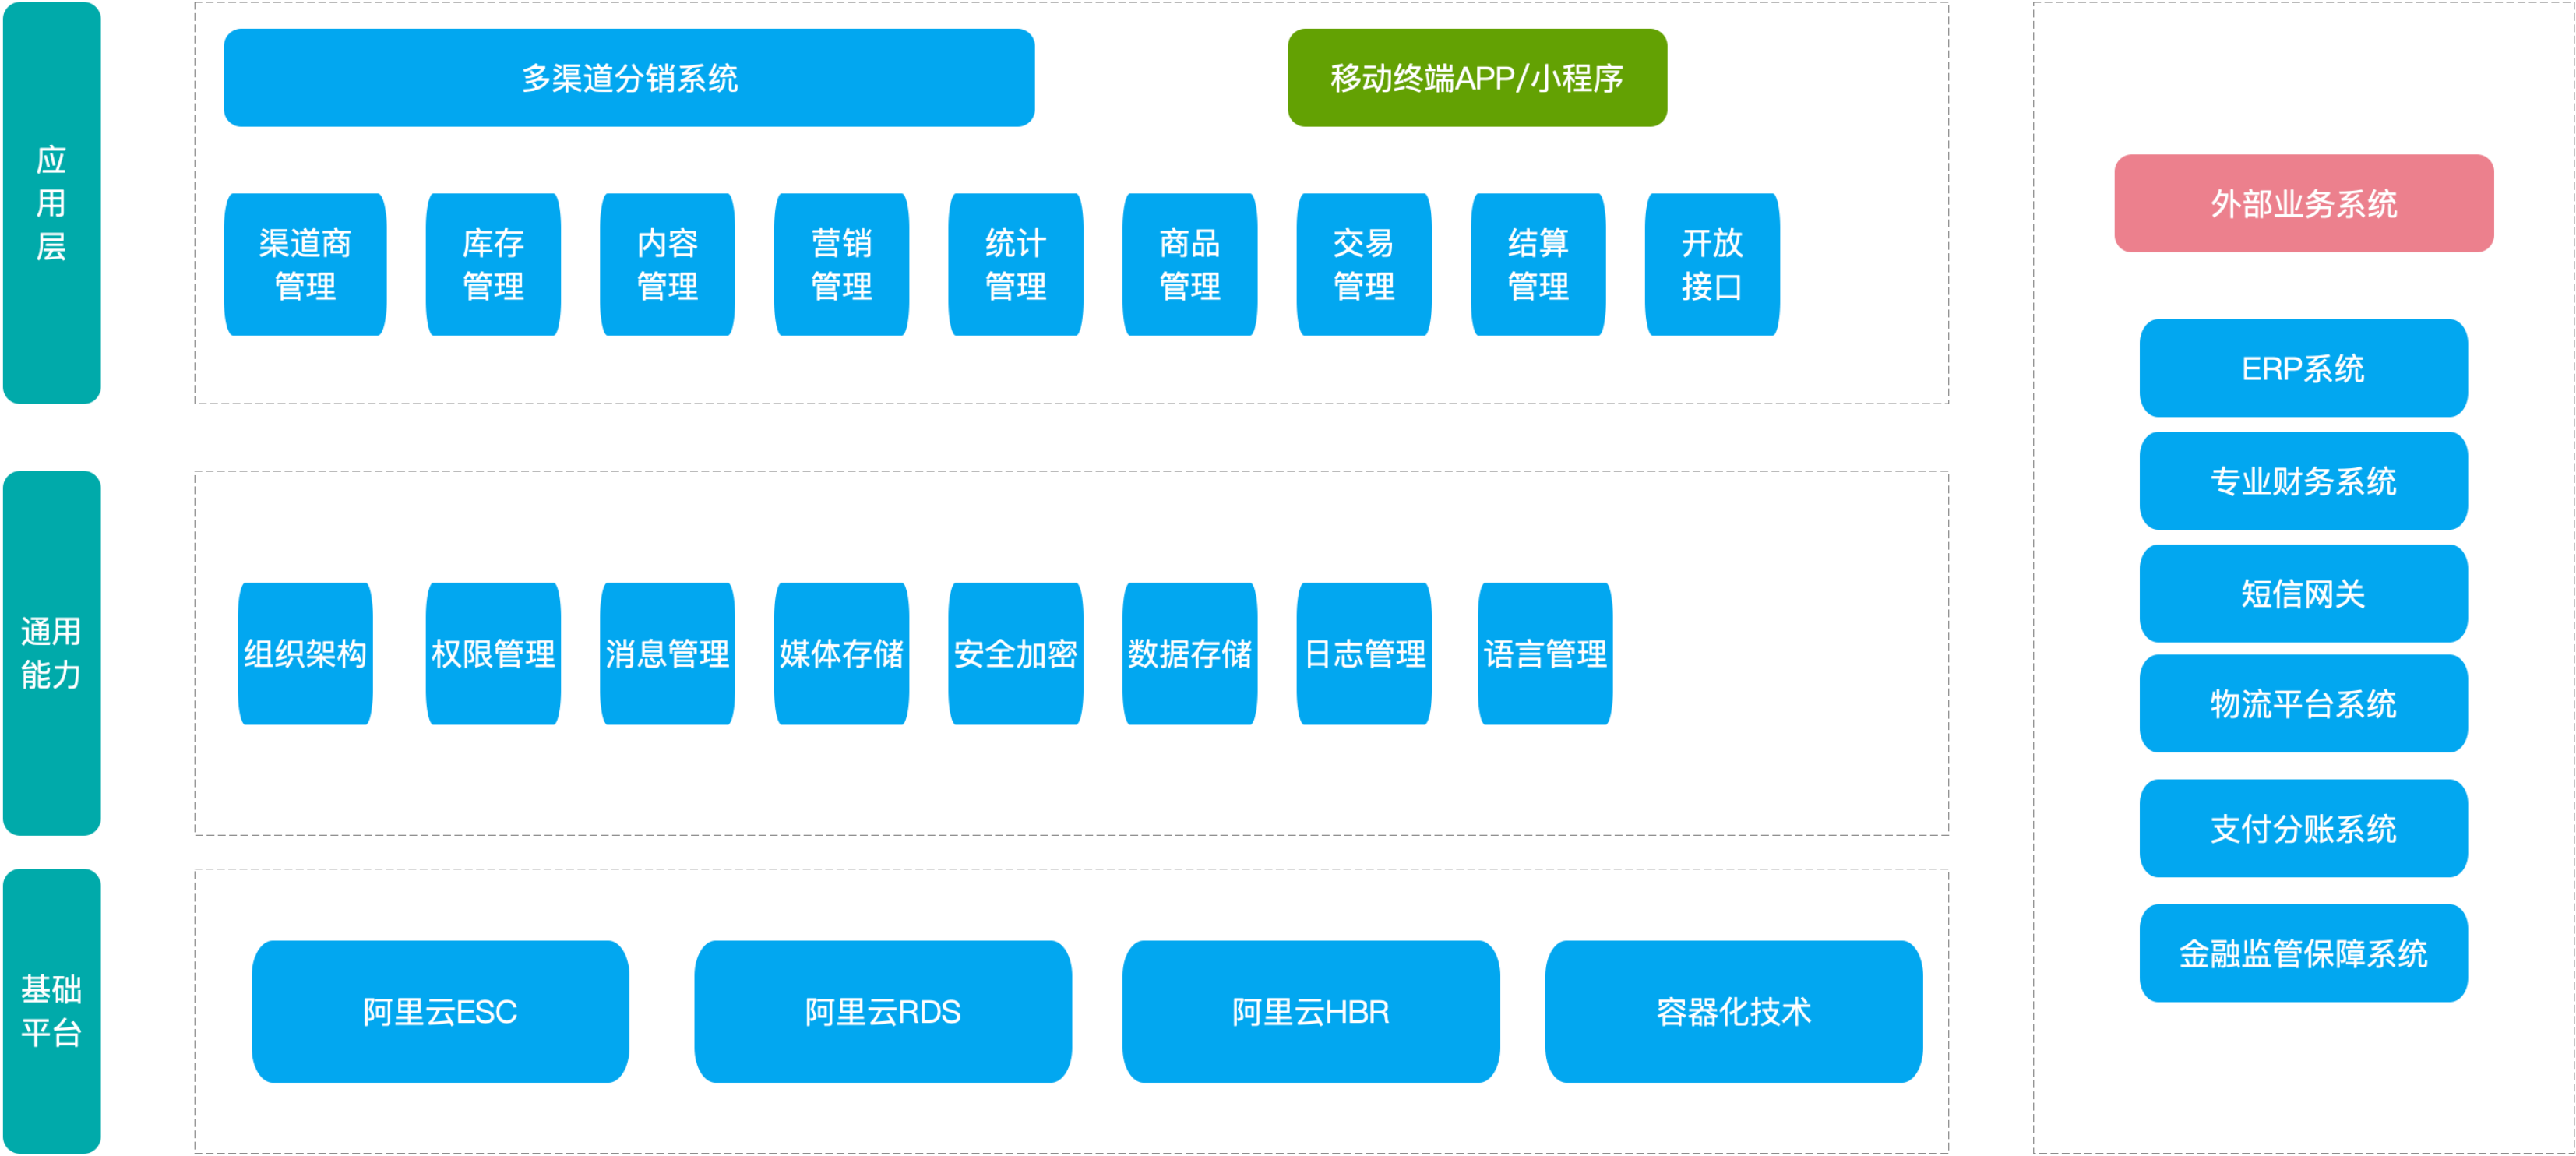 应
用
层
多渠道分销系统
移动终端APP/小程序
渠道商
管理
库存
管理
内容
管理
营销
管理
统计
管理
商品
管理
交易
管理
结算
管理
开放
接口
通用
能力
组织架构
权限管理
消息管理
媒体存储
安全加密
数据存储
日志管理
语言管理
基础
平台
阿里云ESC
阿里云RDS
阿里云HBR
容器化技术
外部业务系统
ERP系统
专业财务系统
短信网关
物流平台系统
支付分账系统
金融监管保障系统